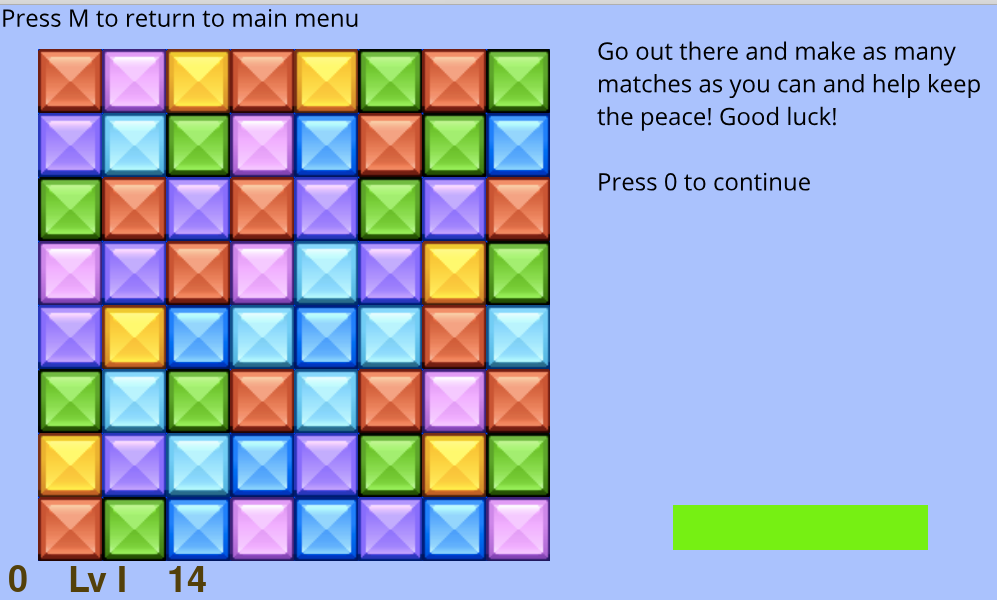 Press M to return to main menu
Go out there and make as many
matches as you can and help keep
the peace! Good luck!
Press 0 to continue
0 Lv I 14